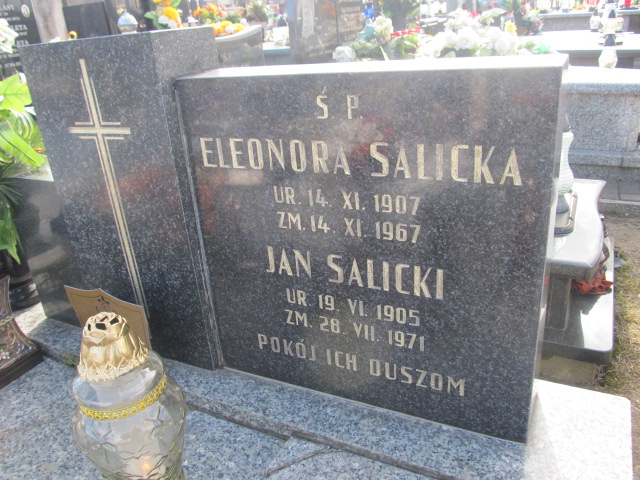 Ś P.
ELEONORA SALICKA
UR. 14. XI. 1907
ZM. 14. XI. 1967
JAN SALICKI
UR. 19. VI. 1905
ZM. 28. VII. 1971
POKÓJ ICH DUSZOM